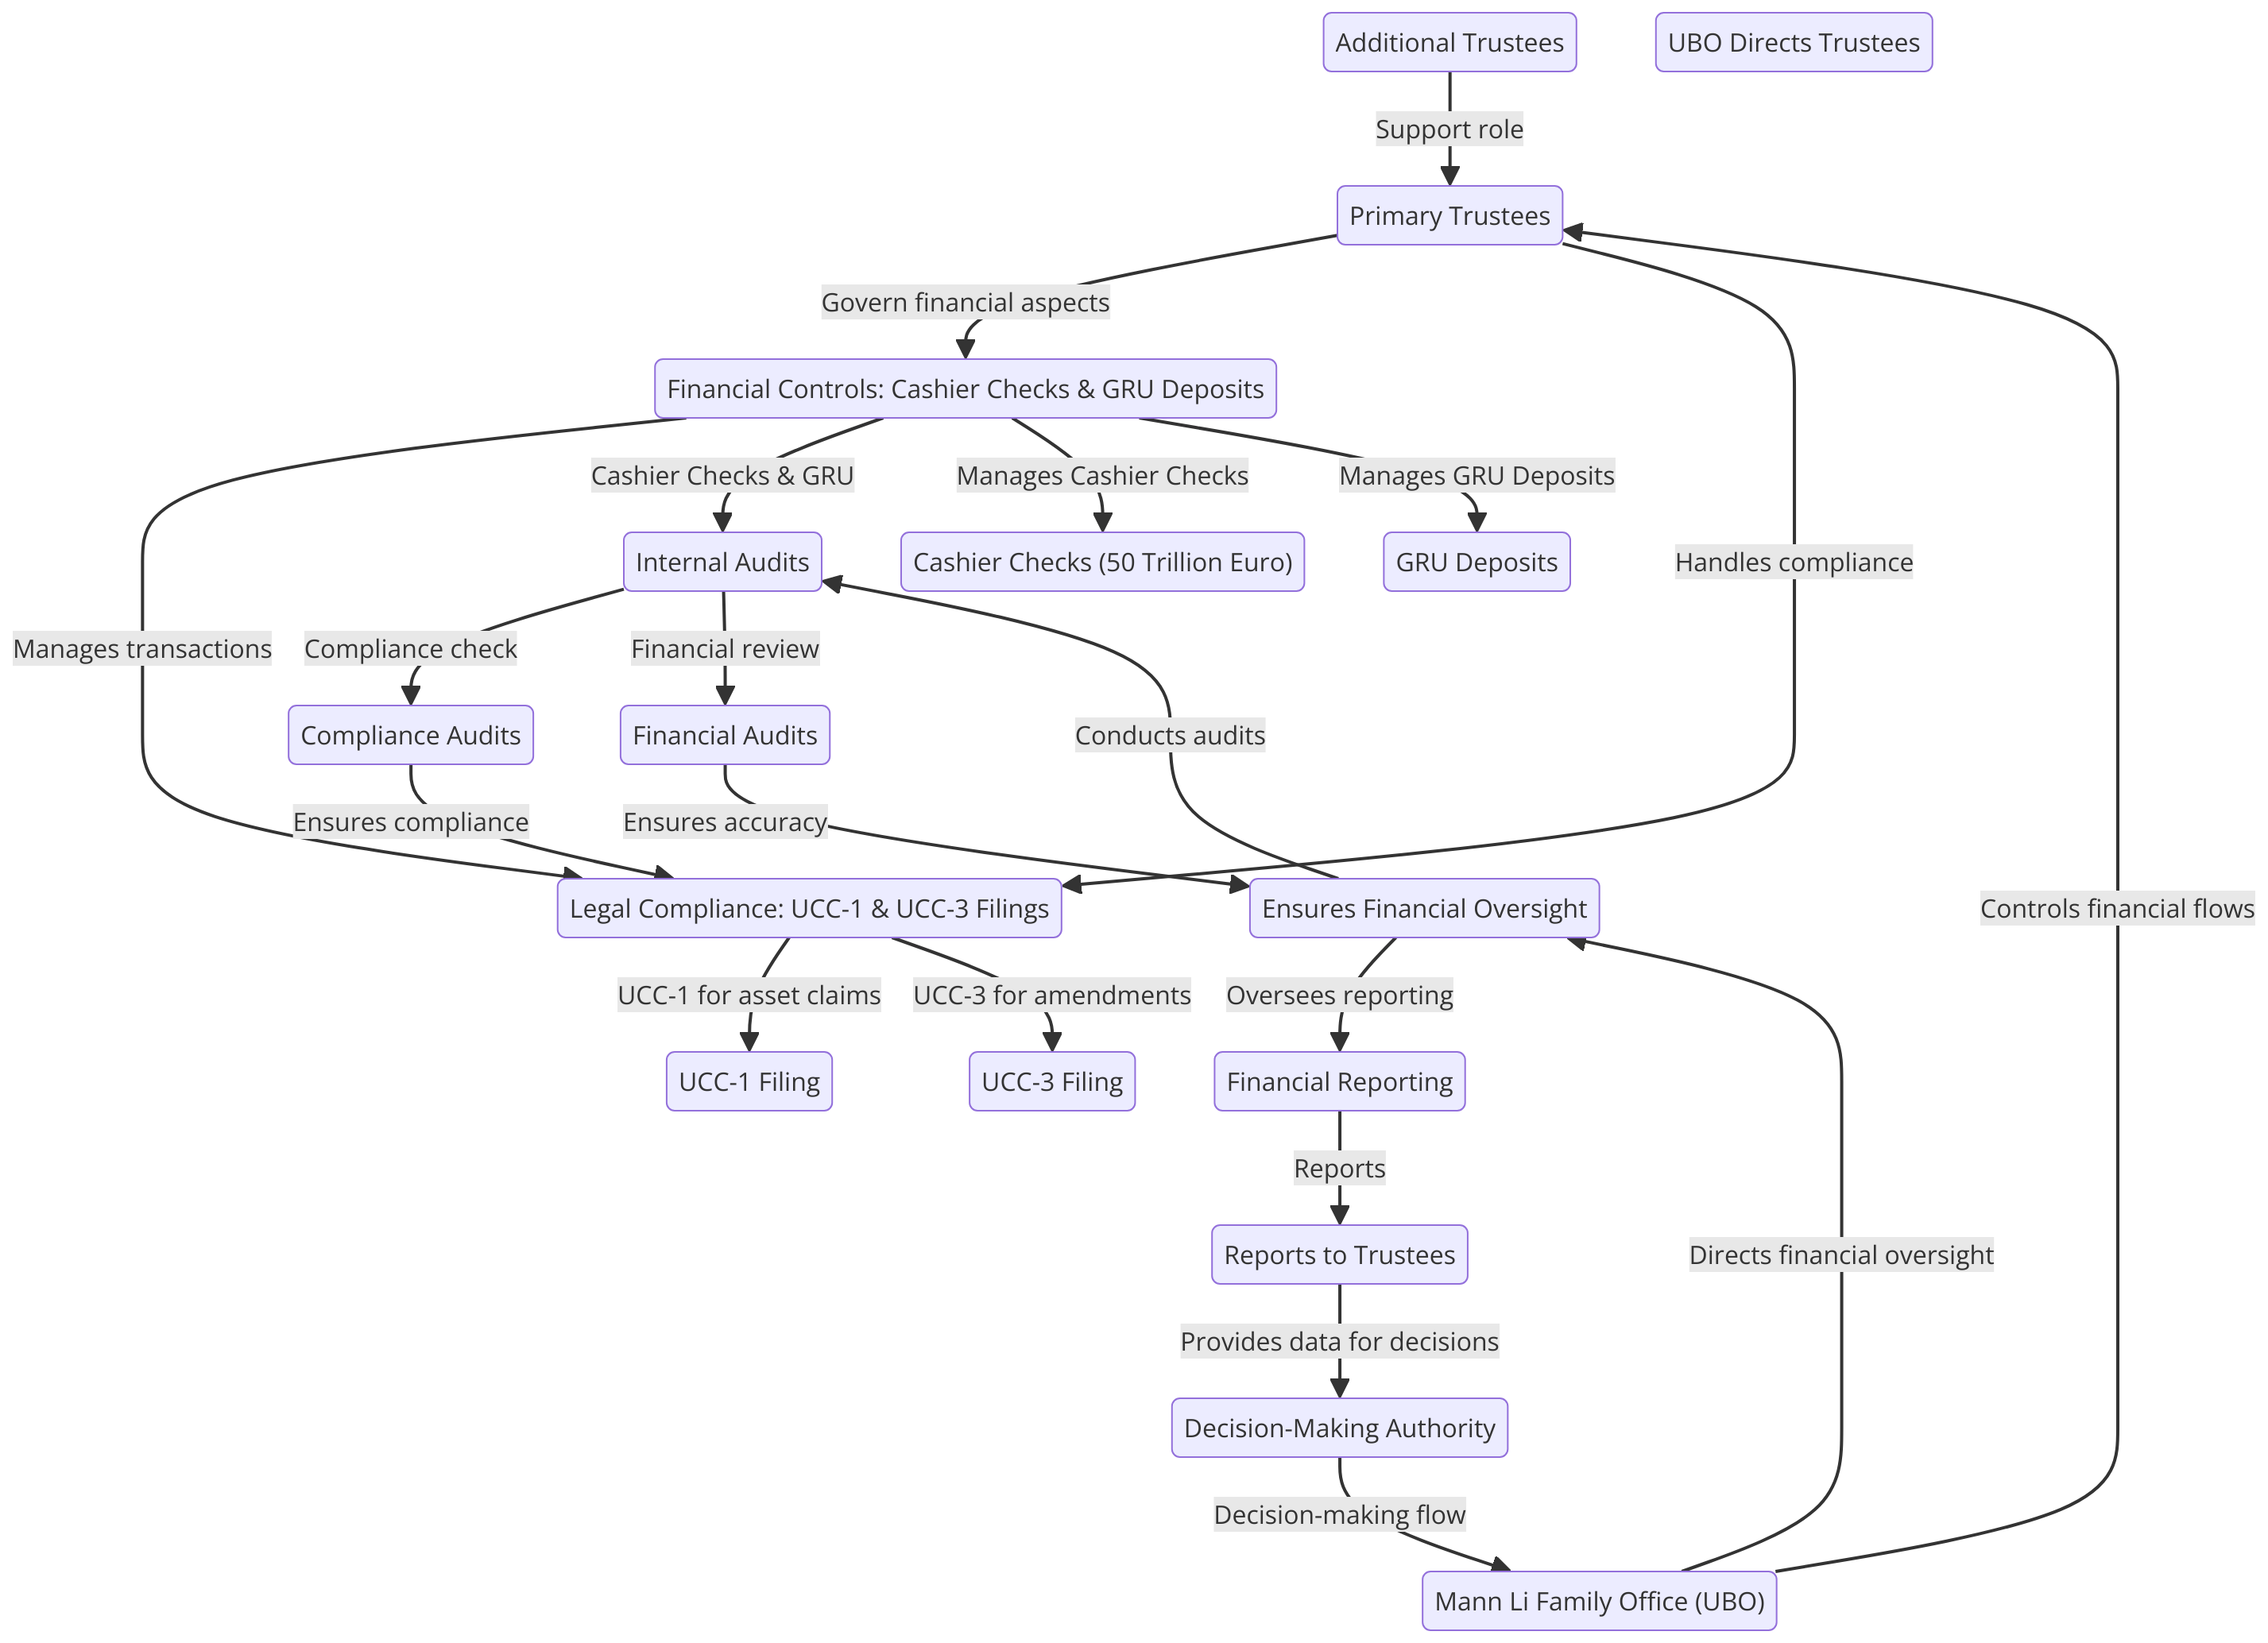 Additional Trustees
UBO Directs Trustees
Support role
Primary Trustees
Govern financial aspects
Financial Controls: Cashier Checks & GRU Deposits
Cashier Checks & GRU
Manages Cashier Checks
Manages GRU Deposits
Internal Audits
Cashier Checks (50 Trillion Euro)
GRU Deposits
Handles compliance
Manages transactions
Compliance check
Financial review
Compliance Audits
Financial Audits
Conducts audits
Ensures compliance
Ensures accuracy
Legal Compliance: UCC-1 & UCC-3 Filings
Ensures Financial Oversight
Controls financial flows
UCC-1 for asset claims
UCC-3 for amendments
Oversees reporting
UCC-1 Filing
UCC-3 Filing
Financial Reporting
Reports
Reports to Trustees
Directs financial oversight
Provides data for decisions
Decision-Making Authority
Decision-making flow
Mann Li Family Office (UBO)